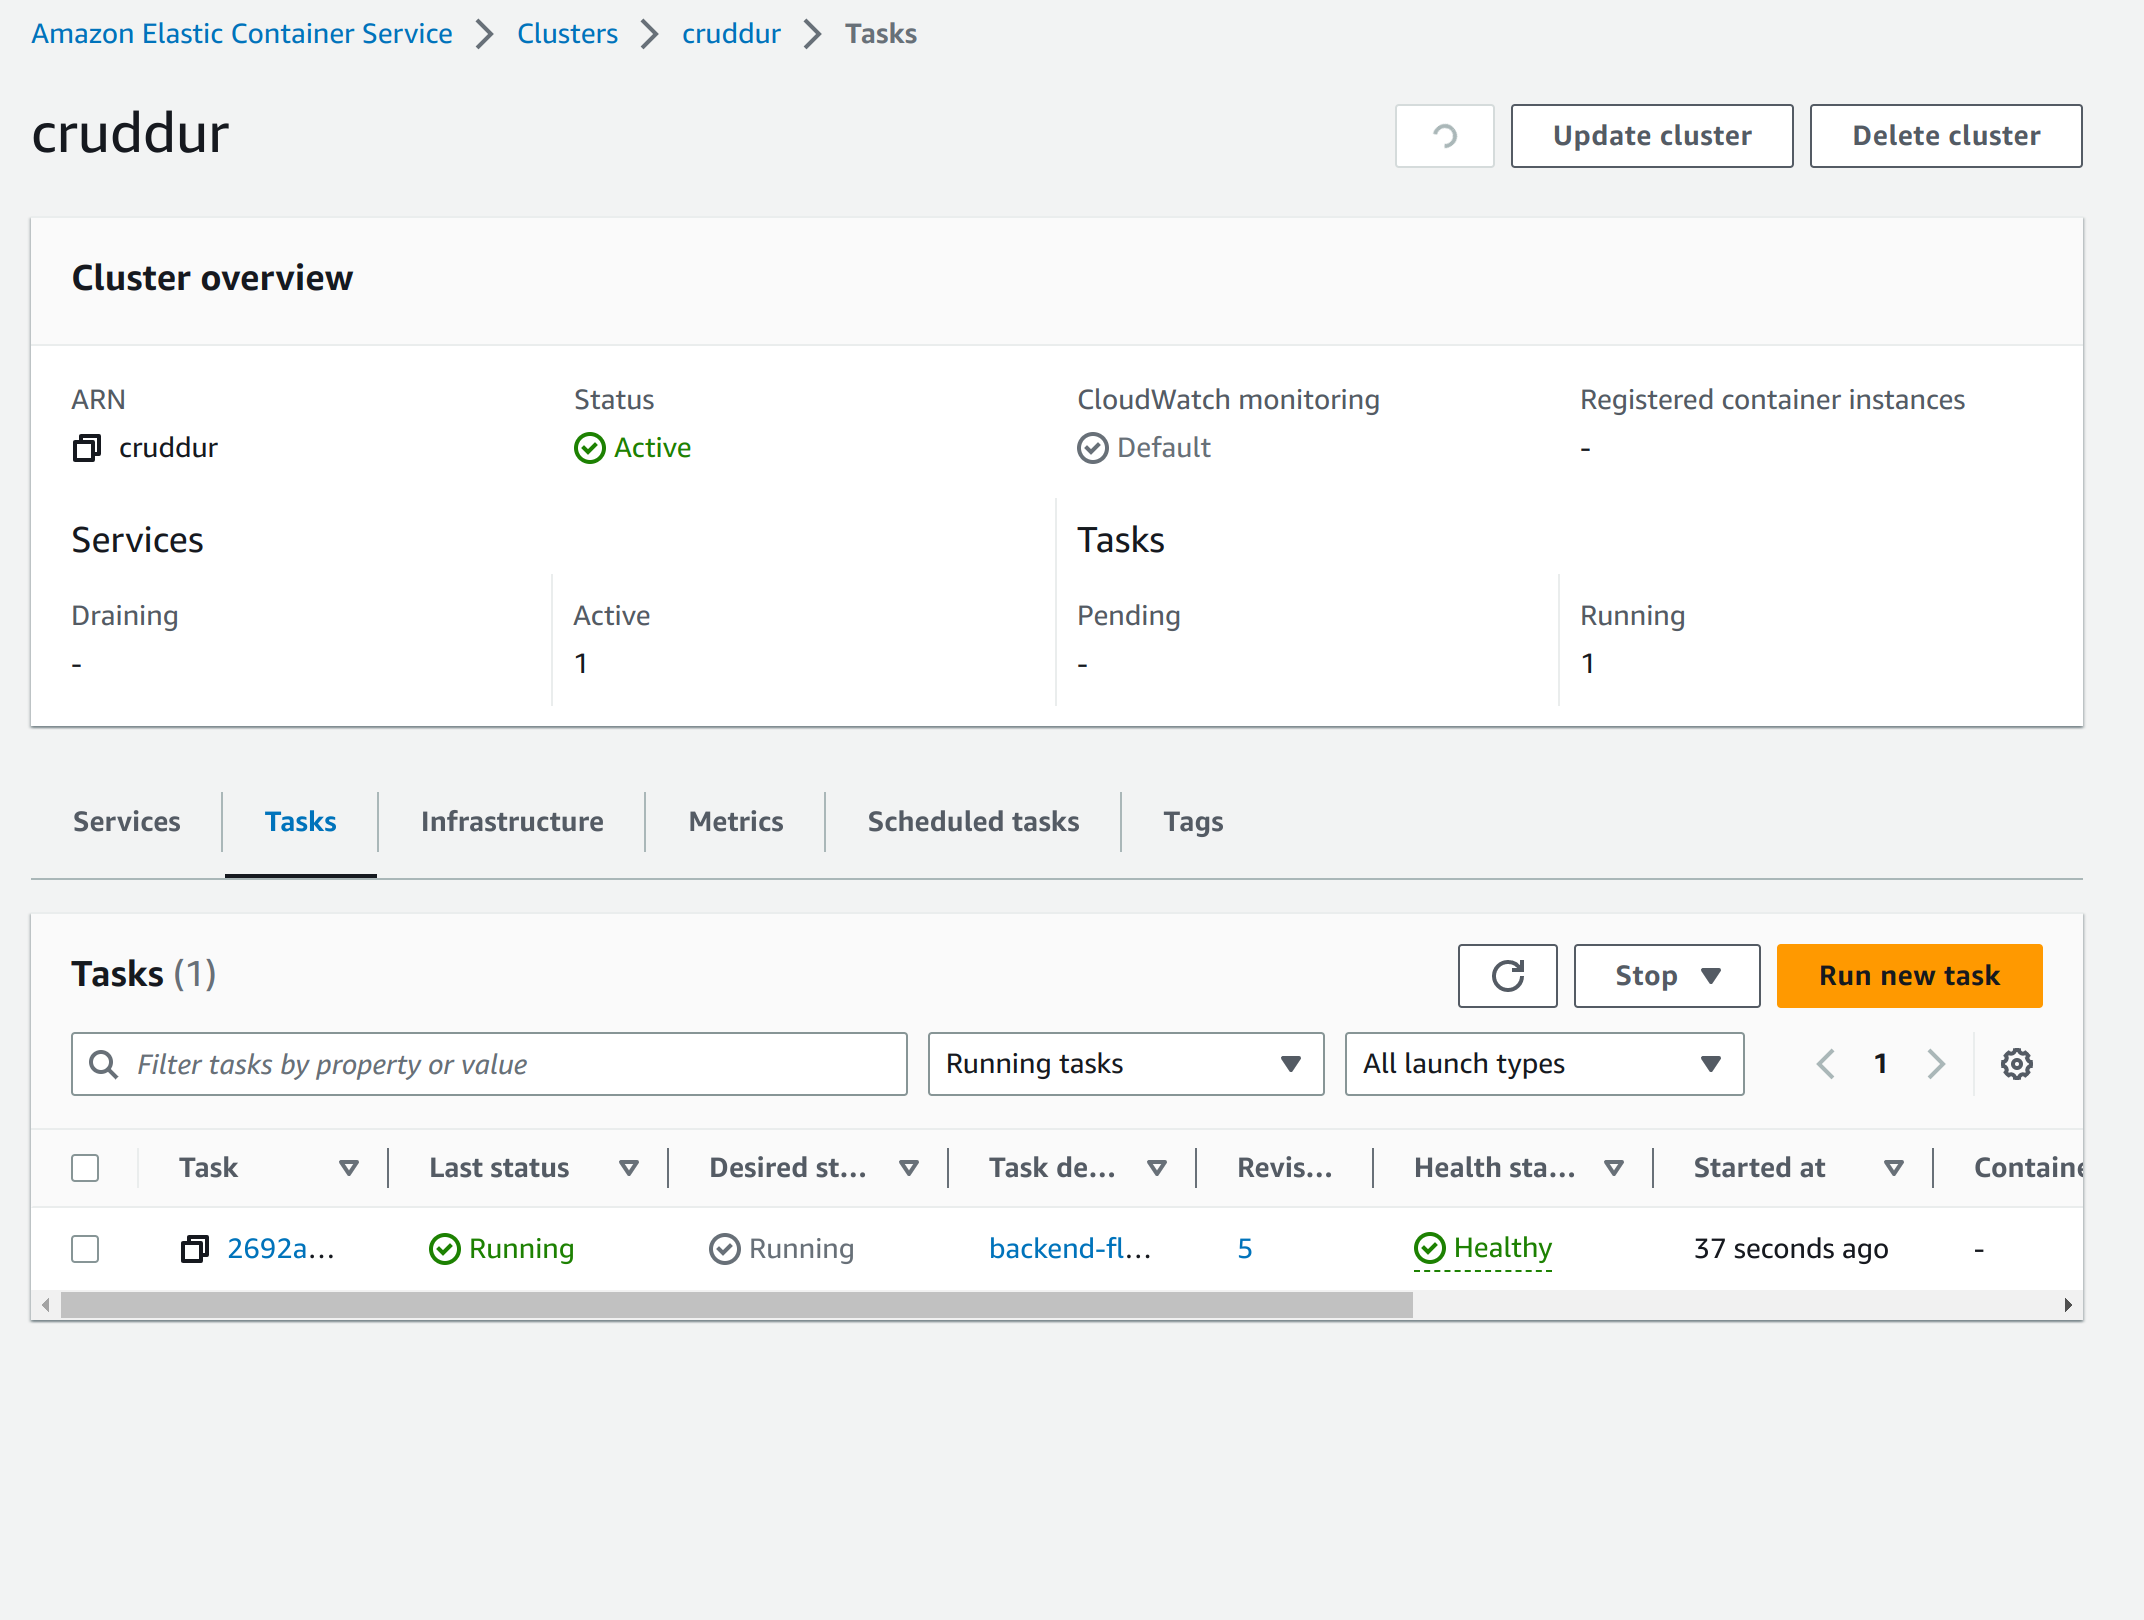 Amazon Elastic Container Service > Clusters > cruddur > Tasks
cruddur
Update cluster
Delete cluster
Cluster overview
ARN
cruddur
Status
Active
CloudWatch monitoring
Default
Registered container instances
-
Services
Tasks
Draining
-
Active
1
Pending
-
Running
1
Services Tasks Infrastructure Metrics Scheduled tasks Tags
Tasks (1)
Stop
Run new task
Filter tasks by property or value
Running tasks
All launch types
1
Task Last status Desired st... Task de... Revis... Health sta... Started at Containe
2692a... Running Running backend-fl... 5 Healthy 37 seconds ago -